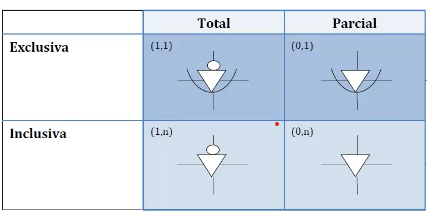 Total Parcial
Exclusiva (1,1) (0,1)
Inclusiva (1,n) (0,n)